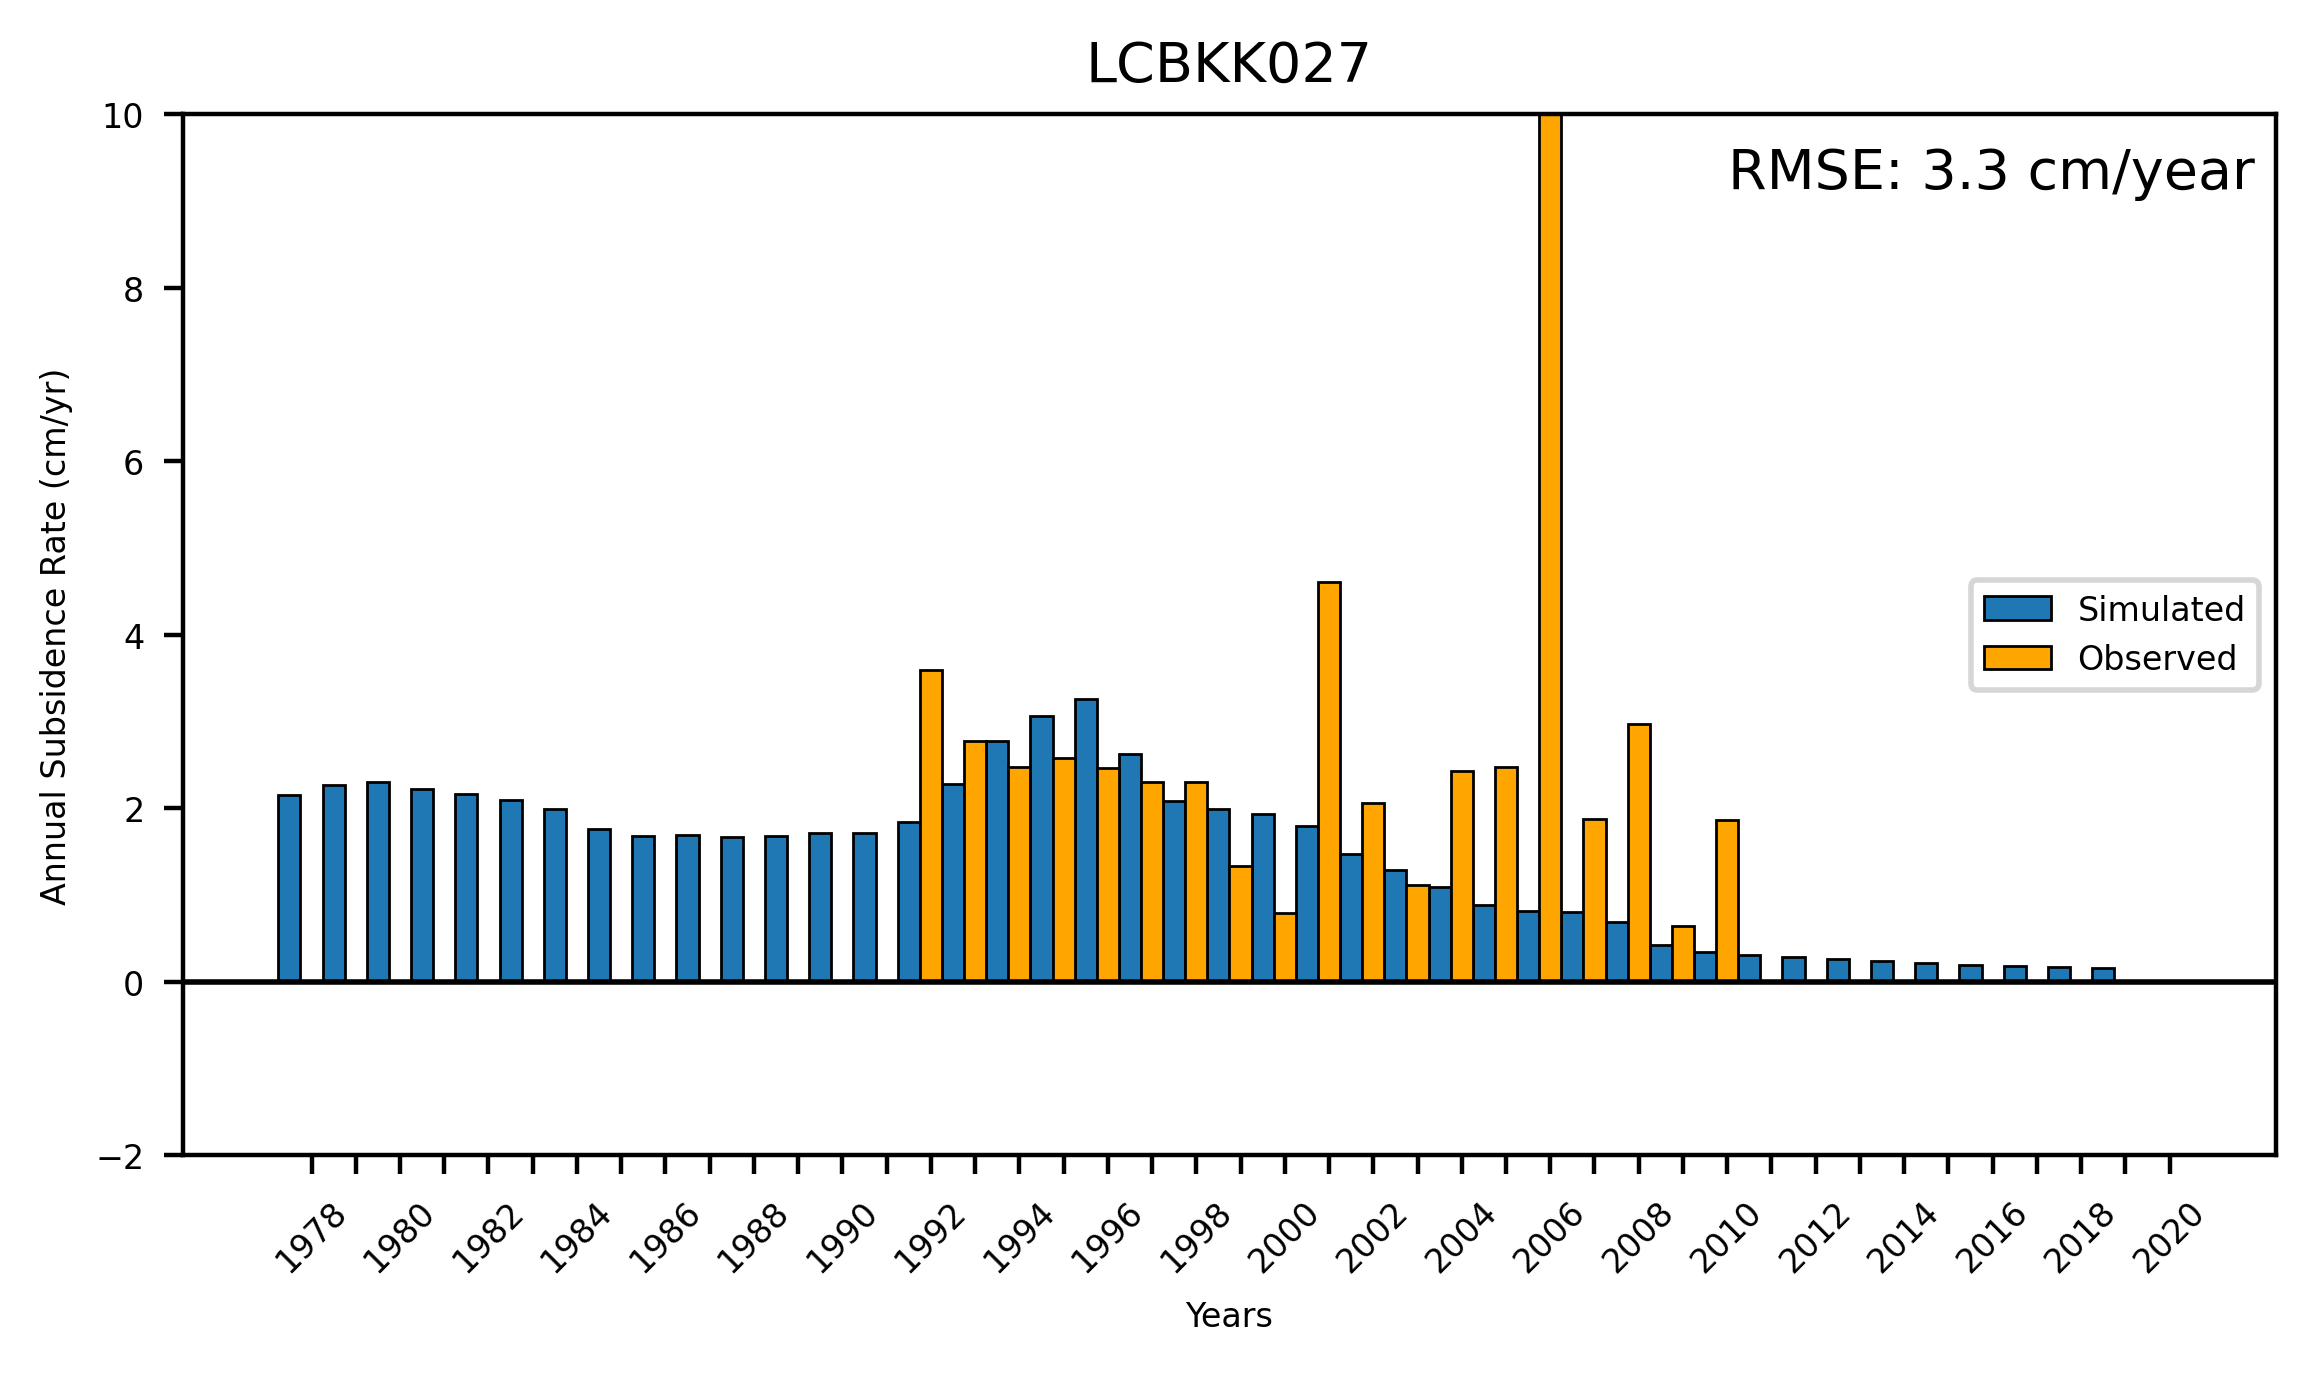 LCBKK027
RMSE: 3.3 cm/year
10
8
6
4
2
0
−2
Annual Subsidence Rate (cm/yr)
Simulated
Observed
1978 1980 1982 1984 1986 1988 1990 1992 1994 1996 1998 2000 2002 2004 2006 2008 2010 2012 2014 2016 2018 2020
Years